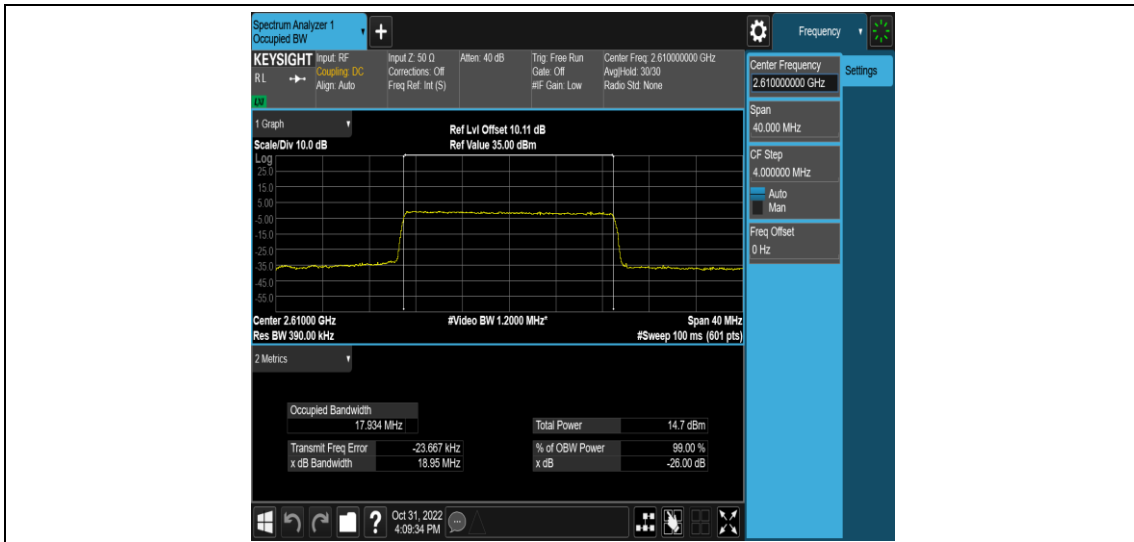 Spectrum Analyzer 1
Occupied BW
+
Frequency
KEYSIGHT
RL
LXI
Input: RF
Coupling: DC
Align: Auto
Input Z: 50 Ω
Corrections: Off
Freq Ref: Int (S)
Atten: 40 dB
Trig: Free Run
Gate: Off
#IF Gain: Low
Center Freq: 2.610000000 GHz
Avg|Hold: 30/30
Radio Std: None
Center Frequency
2.610000000 GHz
Settings
Span
40.000 MHz
CF Step
4.000000 MHz
Auto
Man
Freq Offset
0 Hz
1 Graph
Scale/Div 10.0 dB
Ref Lvl Offset 10.11 dB
Ref Value 35.00 dBm
Log
25.0
15.0
5.00
-5.00
-15.0
-25.0
-35.0
-45.0
-55.0
Center 2.61000 GHz
Res BW 390.00 kHz
#Video BW 1.2000 MHz*
Span 40 MHz
#Sweep 100 ms (601 pts)
2 Metrics
Occupied Bandwidth
17.934 MHz
Total Power 14.7 dBm
Transmit Freq Error -23.667 kHz
% of OBW Power 99.00 %
x dB Bandwidth 18.95 MHz
x dB -26.00 dB
?
Oct 31, 2022
4:09:34 PM